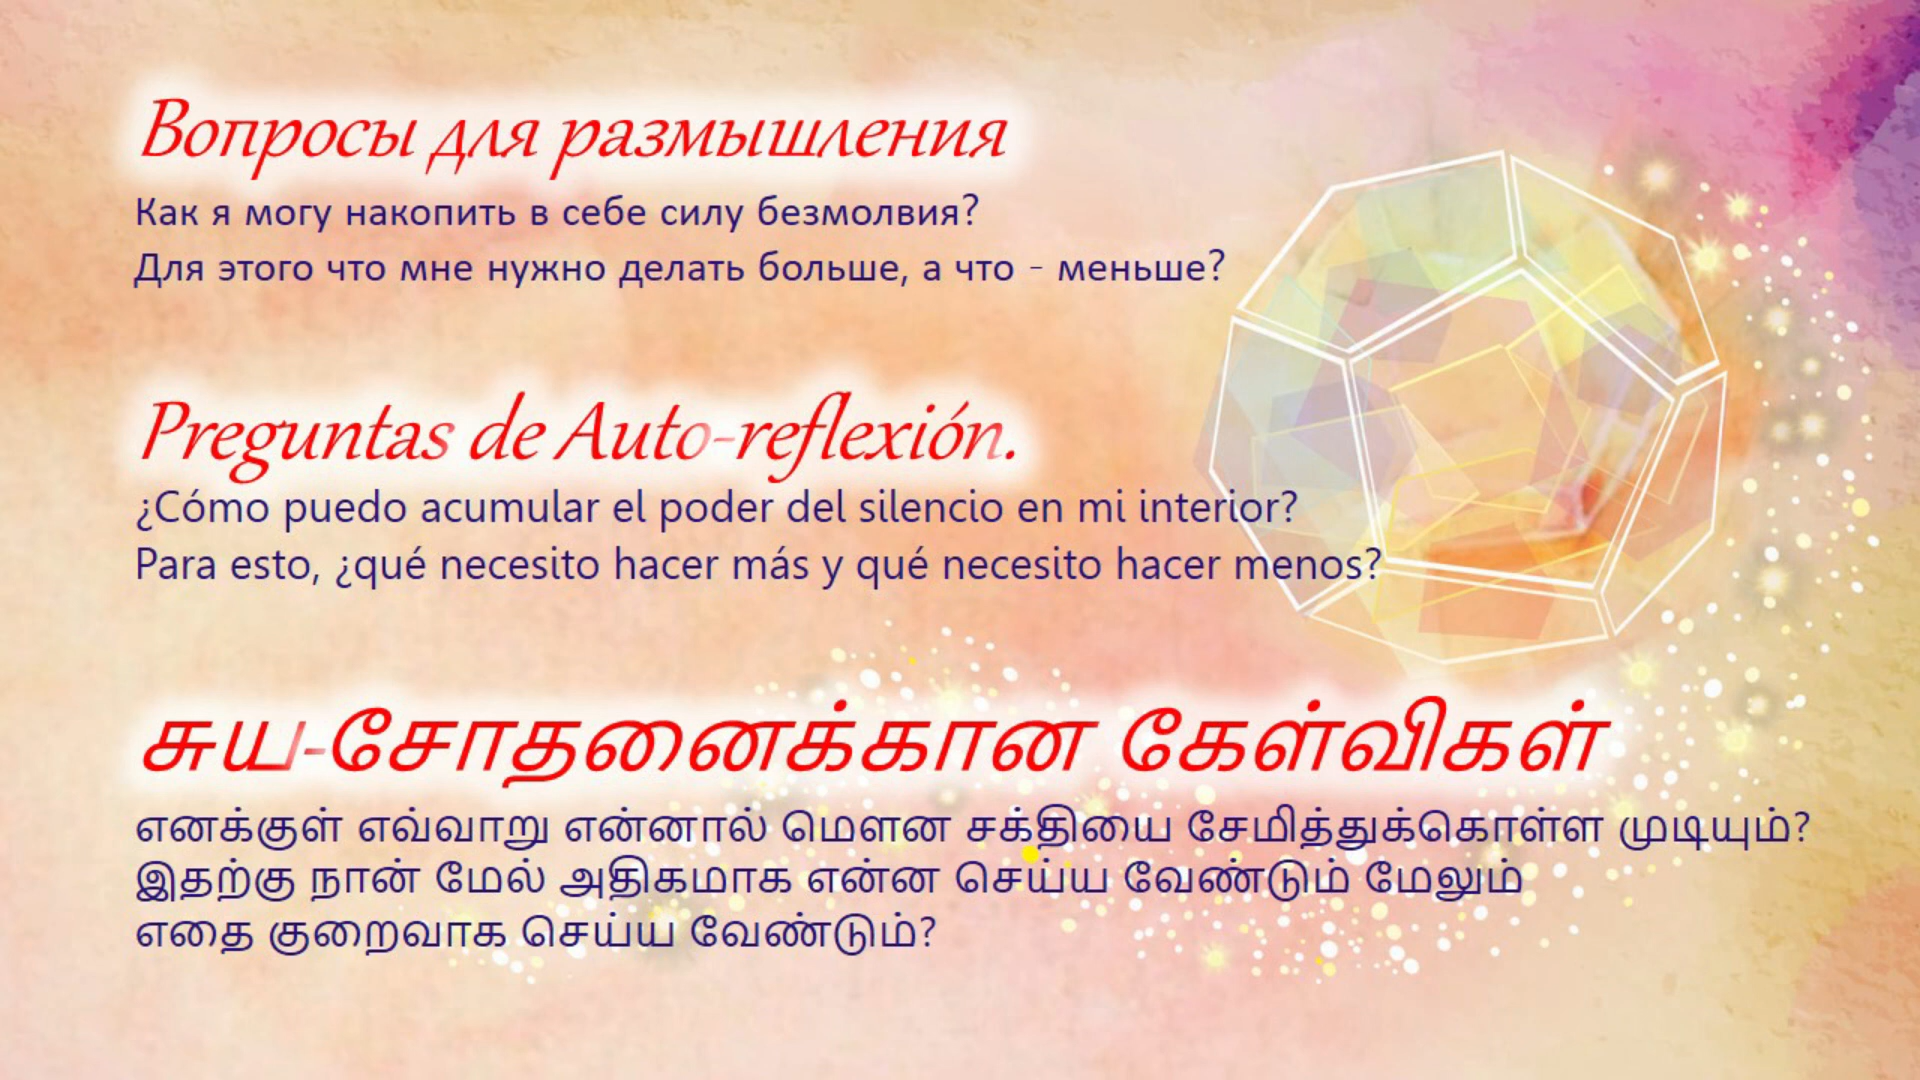 Вопросы для размышления
Как я могу накопить в себе силу безмолвия?
Для этого что мне нужно делать больше, а что - меньше?
Preguntas de Auto-reflexión.
¿Cómo puedo acumular el poder del silencio en mi interior?
Para esto, ¿qué necesito hacer más y qué necesito hacer menos?
சுய-சோதனைக்கான கேள்விகள்
எனக்குள் எவ்வாறு என்னால் மௌன சக்தியை சேமித்துக்கொள்ள முடியும்?
இதற்கு நான் மேல் அதிகமாக என்ன செய்ய வேண்டும் மேலும்
எதை குறைவாக செய்ய வேண்டும்?